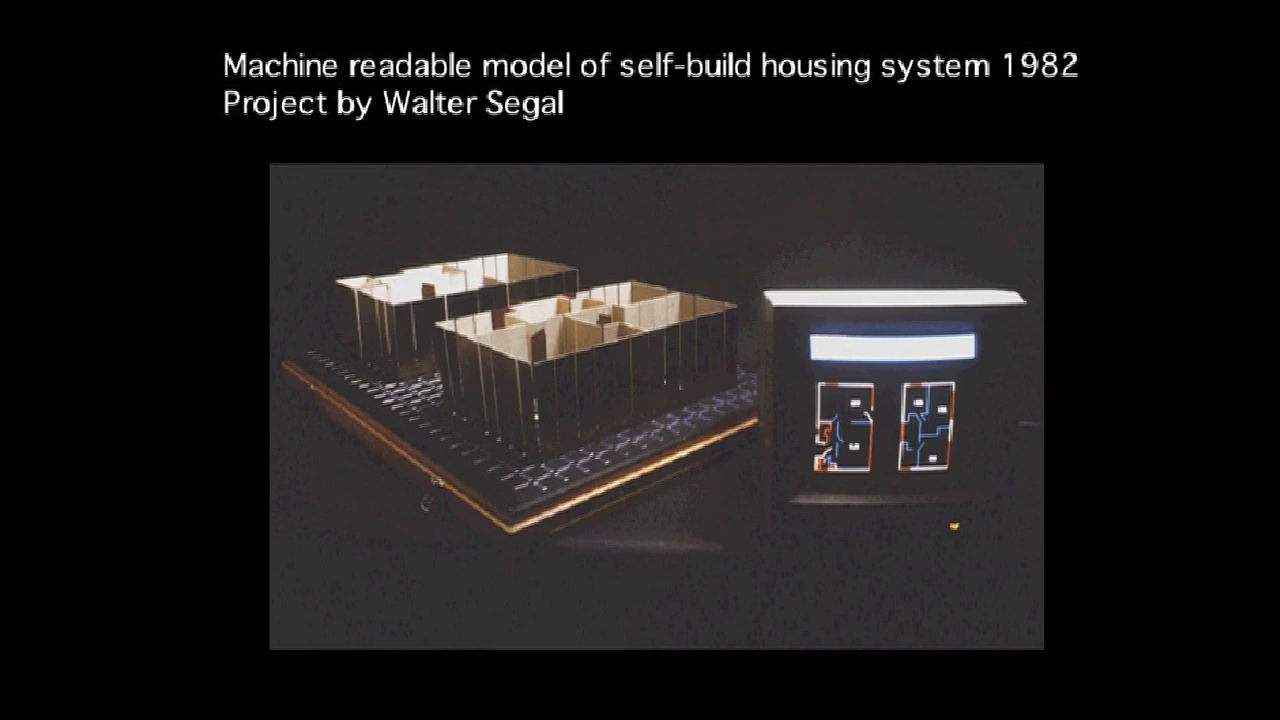 Machine readable model of self-build housing system 1982
Project by Walter Segal